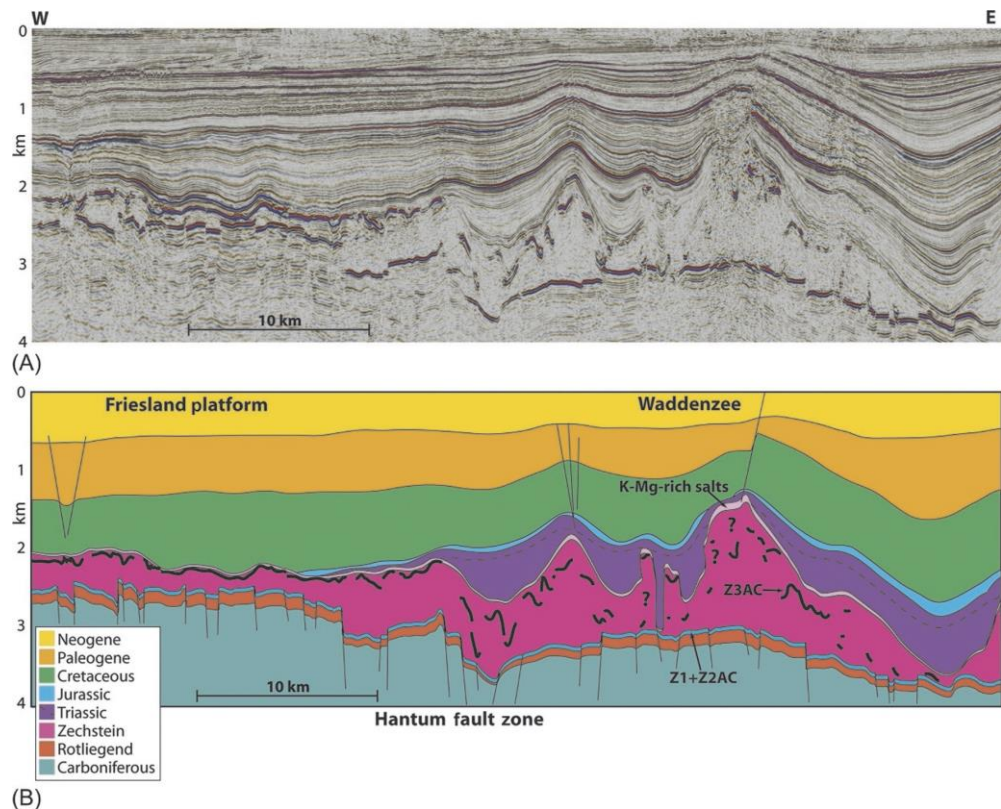 W
E
0
1
km
2
3
4
10 km
(A)
0
Friesland platform
Waddenzee
1
km
2
3
4
K-Mg-rich salts
?
?
?
?
?
Z3AC
Z1+Z2AC
Neogene
Paleogene
Cretaceous
Jurassic
Triassic
Zechstein
Rotliegend
Carboniferous
10 km
Hantum fault zone
(B)